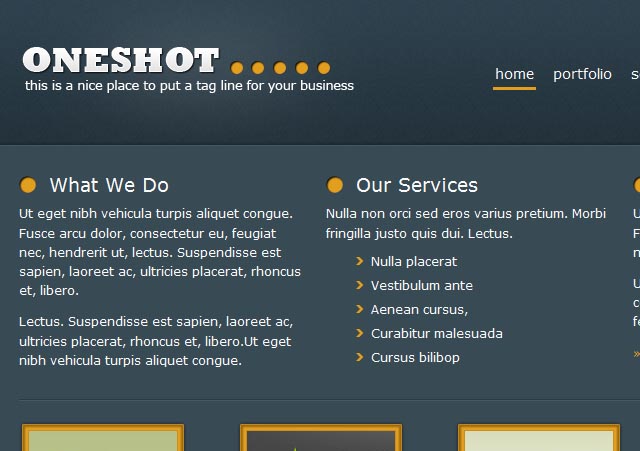 ONESHOT
this is a nice place to put a tag line for your business
home portfolio
What We Do
Ut eget nibh vehicula turpis aliquet congue.
Fusce arcu dolor, consectetur eu, feugiat
nec, hendrerit ut, lectus. Suspendisse est
sapien, laoreet ac, ultricies placerat, rhoncus
et, libero.
Lectus. Suspendisse est sapien, laoreet ac,
ultricies placerat, rhoncus et, libero.Ut eget
nibh vehicula turpis aliquet congue.
Our Services
Nulla non orci sed eros varius pretium. Morbi
fringilla justo quis dui. Lectus.
Nulla placerat
Vestibulum ante
Aenean cursus,
Curabitur malesuada
Cursus bilibop